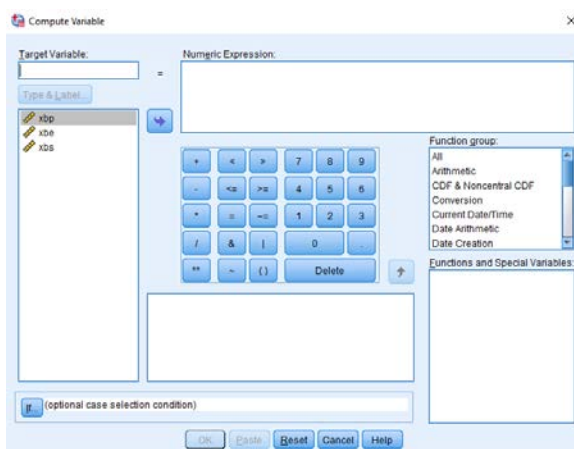 Compute Variable
Target Variable:
Numeric Expression:
=
Type & Label...
xbp
xbe
xbs
+ < > 7 8 9
- <= >= 4 5 6
* = ~= 1 2 3
/ & | 0 .
** ~ ( ) Delete
Function group:
All
Arithmetic
CDF & Noncentral CDF
Conversion
Current Date/Time
Date Arithmetic
Date Creation
Functions and Special Variables:
If... (optional case selection condition)
OK Paste Reset Cancel Help